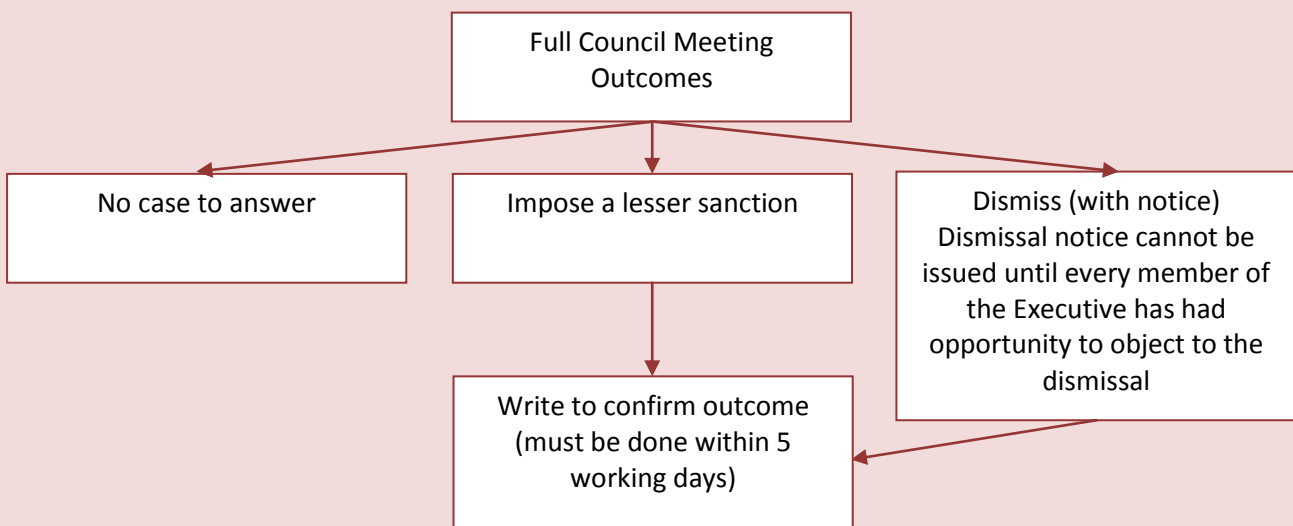 Full Council Meeting
Outcomes
No case to answer
Impose a lesser sanction
Dismiss (with notice)
Dismissal notice cannot be
issued until every member of
the Executive has had
opportunity to object to the
dismissal
Write to confirm outcome
(must be done within 5
working days)